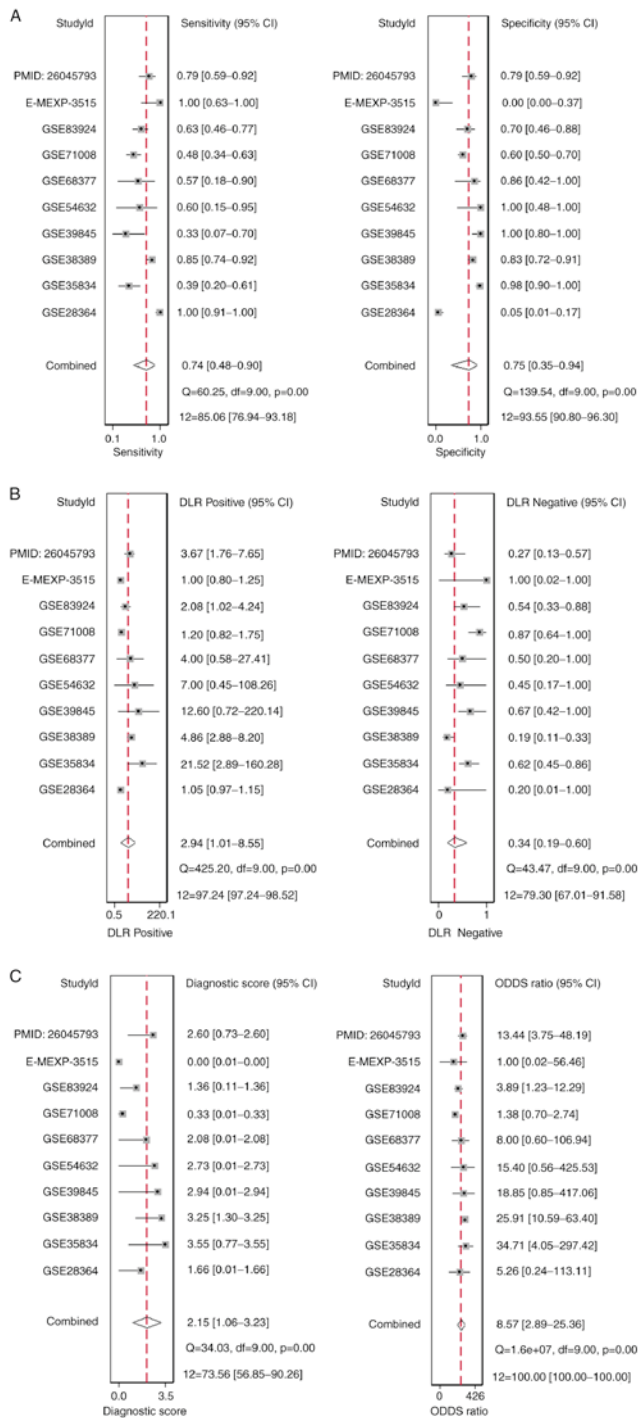 A
StudyId Sensitivity (95% CI)
PMID: 26045793 0.79 [0.59–0.92]
E-MEXP-3515 1.00 [0.63–1.00]
GSE83924 0.63 [0.46–0.77]
GSE71008 0.48 [0.34–0.63]
GSE68377 0.57 [0.18–0.90]
GSE54632 0.60 [0.15–0.95]
GSE39845 0.33 [0.07–0.70]
GSE38389 0.85 [0.74–0.92]
GSE35834 0.39 [0.20–0.61]
GSE28364 1.00 [0.91–1.00]
Combined 0.74 [0.48–0.90]
Q=60.25, df=9.00, p=0.00
12=85.06 [76.94–93.18]
0.1 1.0
Sensitivity
StudyId Specificity (95% CI)
PMID: 26045793 0.79 [0.59–0.92]
E-MEXP-3515 0.00 [0.00–0.37]
GSE83924 0.70 [0.46–0.88]
GSE71008 0.60 [0.50–0.70]
GSE68377 0.86 [0.42–1.00]
GSE54632 1.00 [0.48–1.00]
GSE39845 1.00 [0.80–1.00]
GSE38389 0.83 [0.72–0.91]
GSE35834 0.98 [0.90–1.00]
GSE28364 0.05 [0.01–0.17]
Combined 0.75 [0.35–0.94]
Q=139.54, df=9.00, p=0.00
12=93.55 [90.80–96.30]
0.0 1.0
Specificity
B
StudyId DLR Positive (95% CI)
PMID: 26045793 3.67 [1.76–7.65]
E-MEXP-3515 1.00 [0.80–1.25]
GSE83924 2.08 [1.02–4.24]
GSE71008 1.20 [0.82–1.75]
GSE68377 4.00 [0.58–27.41]
GSE54632 7.00 [0.45–108.26]
GSE39845 12.60 [0.72–220.14]
GSE38389 4.86 [2.88–8.20]
GSE35834 21.52 [2.89–160.28]
GSE28364 1.05 [0.97–1.15]
Combined 2.94 [1.01–8.55]
Q=425.20, df=9.00, p=0.00
12=97.24 [97.24–98.52]
0.5 220.1
DLR Positive
StudyId DLR Negative (95% CI)
PMID: 26045793 0.27 [0.13–0.57]
E-MEXP-3515 1.00 [0.02–1.00]
GSE83924 0.54 [0.33–0.88]
GSE71008 0.87 [0.64–1.00]
GSE68377 0.50 [0.20–1.00]
GSE54632 0.45 [0.17–1.00]
GSE39845 0.67 [0.42–1.00]
GSE38389 0.19 [0.11–0.33]
GSE35834 0.62 [0.45–0.86]
GSE28364 0.20 [0.01–1.00]
Combined 0.34 [0.19–0.60]
Q=43.47, df=9.00, p=0.00
12=79.30 [67.01–91.58]
0 1
DLR Negative
C
StudyId Diagnostic score (95% CI)
PMID: 26045793 2.60 [0.73–2.60]
E-MEXP-3515 0.00 [0.01–0.00]
GSE83924 1.36 [0.11–1.36]
GSE71008 0.33 [0.01–0.33]
GSE68377 2.08 [0.01–2.08]
GSE54632 2.73 [0.01–2.73]
GSE39845 2.94 [0.01–2.94]
GSE38389 3.25 [1.30–3.25]
GSE35834 3.55 [0.77–3.55]
GSE28364 1.66 [0.01–1.66]
Combined 2.15 [1.06–3.23]
Q=34.03, df=9.00, p=0.00
12=73.56 [56.85–90.26]
0.0 3.5
Diagnostic score
StudyId ODDS ratio (95% CI)
PMID: 26045793 13.44 [3.75–48.19]
E-MEXP-3515 1.00 [0.02–56.46]
GSE83924 3.89 [1.23–12.29]
GSE71008 1.38 [0.70–2.74]
GSE68377 8.00 [0.60–106.94]
GSE54632 15.40 [0.56–425.53]
GSE39845 18.85 [0.85–417.06]
GSE38389 25.91 [10.59–63.40]
GSE35834 34.71 [4.05–297.42]
GSE28364 5.26 [0.24–113.11]
Combined 8.57 [2.89–25.36]
Q=1.6e+07, df=9.00, p=0.00
12=100.00 [100.00–100.00]
0 426
ODDS ratio